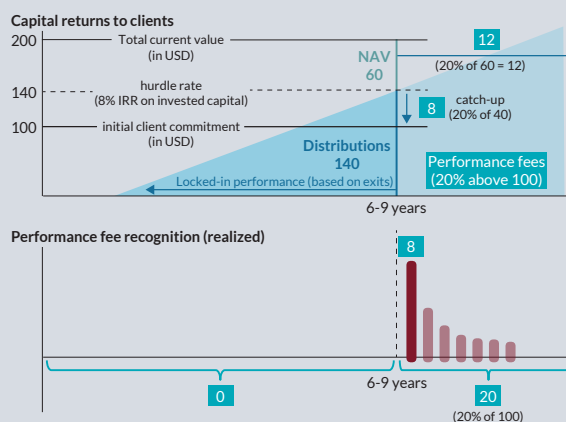 Capital returns to clients
200
Total current value
(in USD)
12
NAV
60
(20% of 60 = 12)
hurdle rate
140
(8% IRR on invested capital)
8
catch-up
(20% of 40)
100
initial client commitment
(in USD)
Distributions
140
Performance fees
(20% above 100)
Locked-in performance (based on exits)
6-9 years
Performance fee recognition (realized)
8
6-9 years
0
20
(20% of 100)